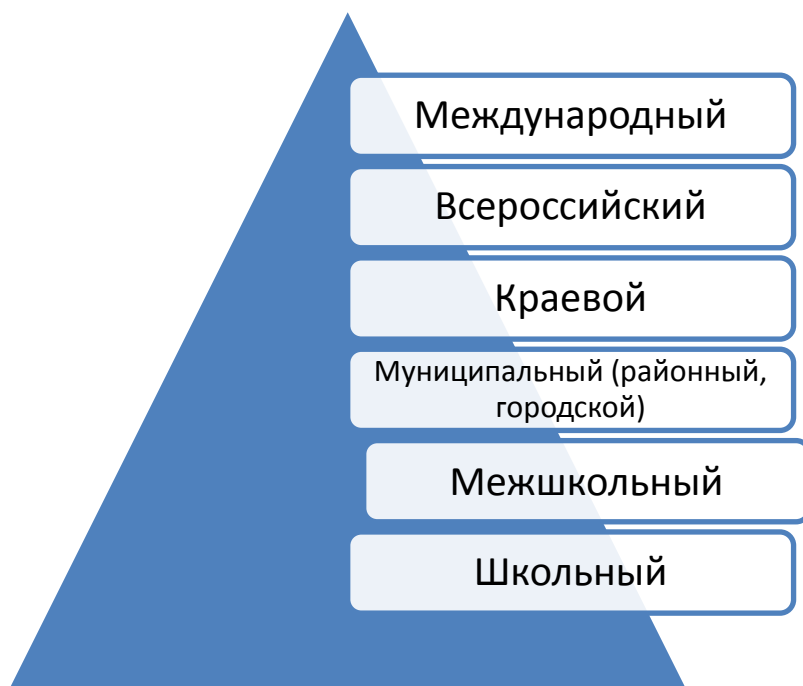 Международный
Всероссийский
Краевой
Муниципальный (районный,
городской)
Межшкольный
Школьный